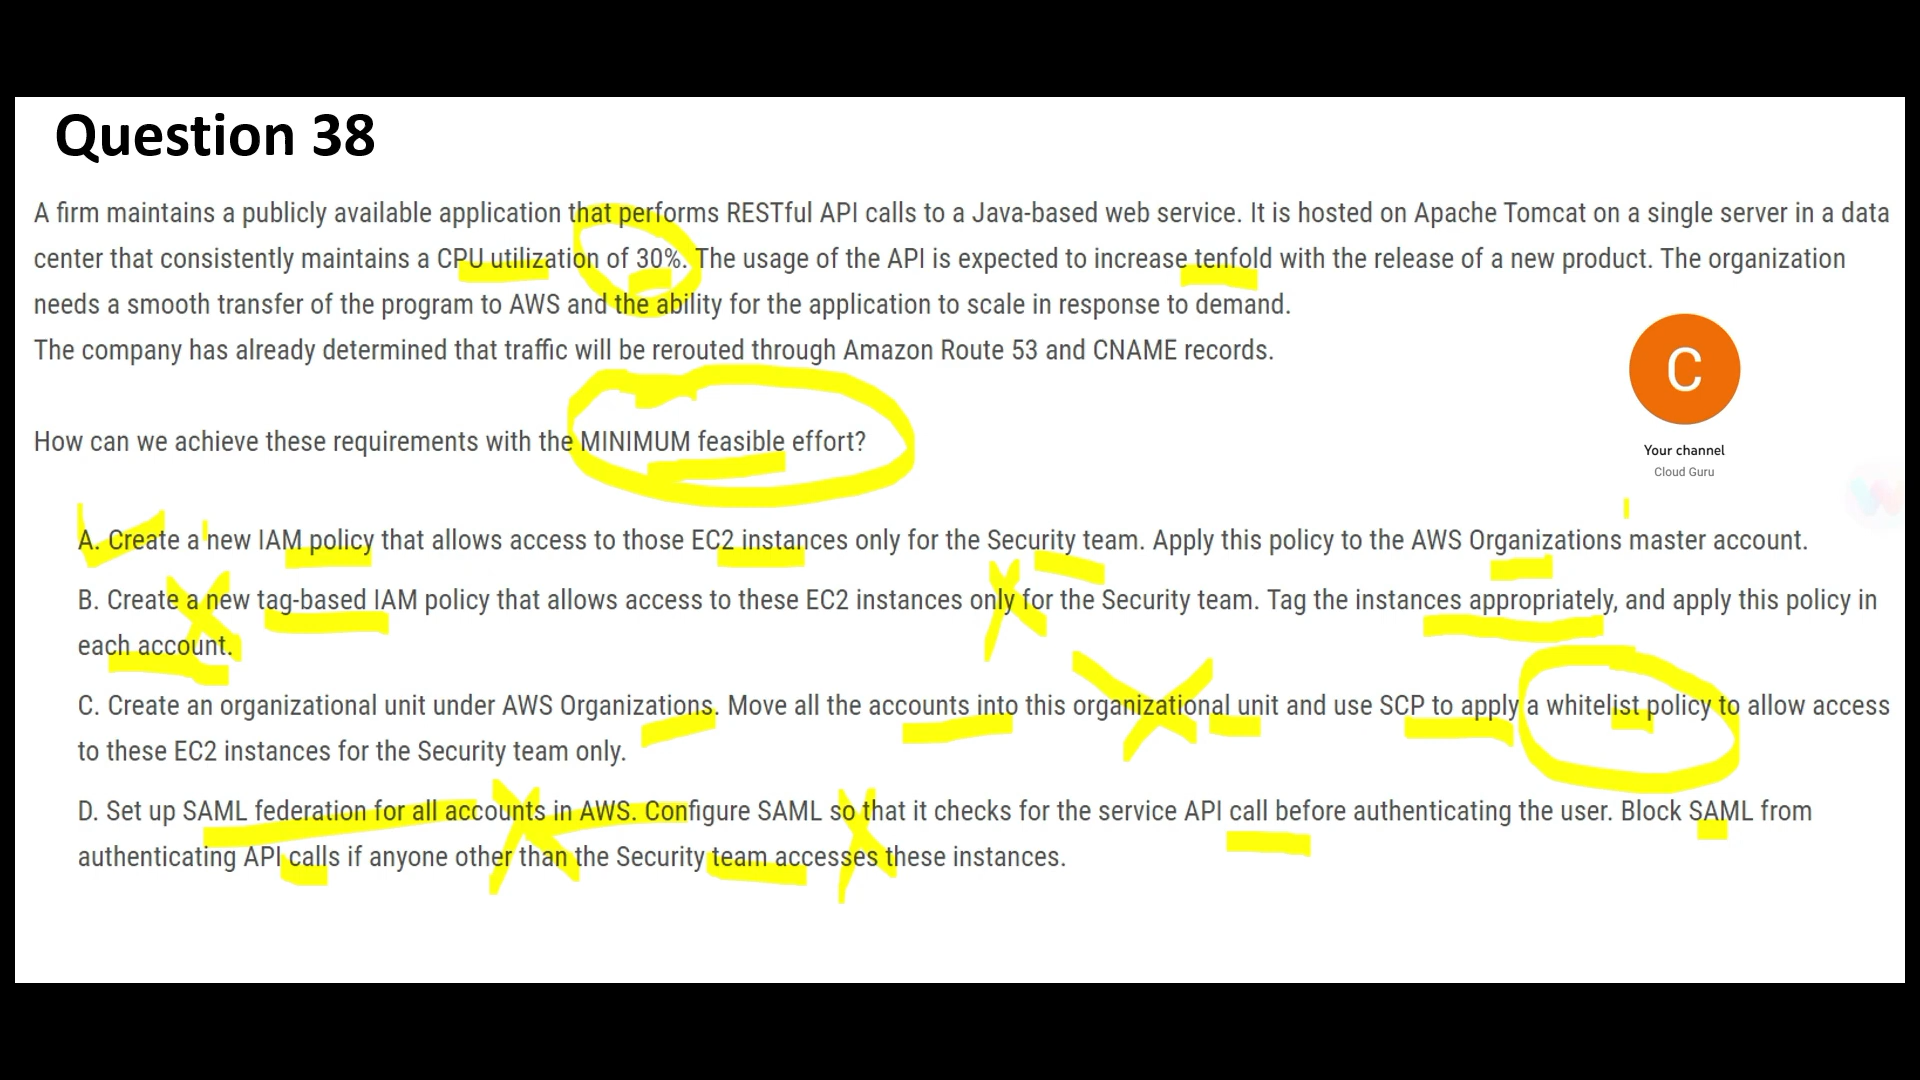 Question 38
A firm maintains a publicly available application that performs RESTful API calls to a Java-based web service. It is hosted on Apache Tomcat on a single server in a data
center that consistently maintains a CPU utilization of 30%. The usage of the API is expected to increase tenfold with the release of a new product. The organization
needs a smooth transfer of the program to AWS and the ability for the application to scale in response to demand.
The company has already determined that traffic will be rerouted through Amazon Route 53 and CNAME records.
C
Your channel
Cloud Guru
How can we achieve these requirements with the MINIMUM feasible effort?
A. Create a new IAM policy that allows access to those EC2 instances only for the Security team. Apply this policy to the AWS Organizations master account.
B. Create a new tag-based IAM policy that allows access to these EC2 instances only for the Security team. Tag the instances appropriately, and apply this policy in
each account.
C. Create an organizational unit under AWS Organizations. Move all the accounts into this organizational unit and use SCP to apply a whitelist policy to allow access
to these EC2 instances for the Security team only.
D. Set up SAML federation for all accounts in AWS. Configure SAML so that it checks for the service API call before authenticating the user. Block SAML from
authenticating API calls if anyone other than the Security team accesses these instances.